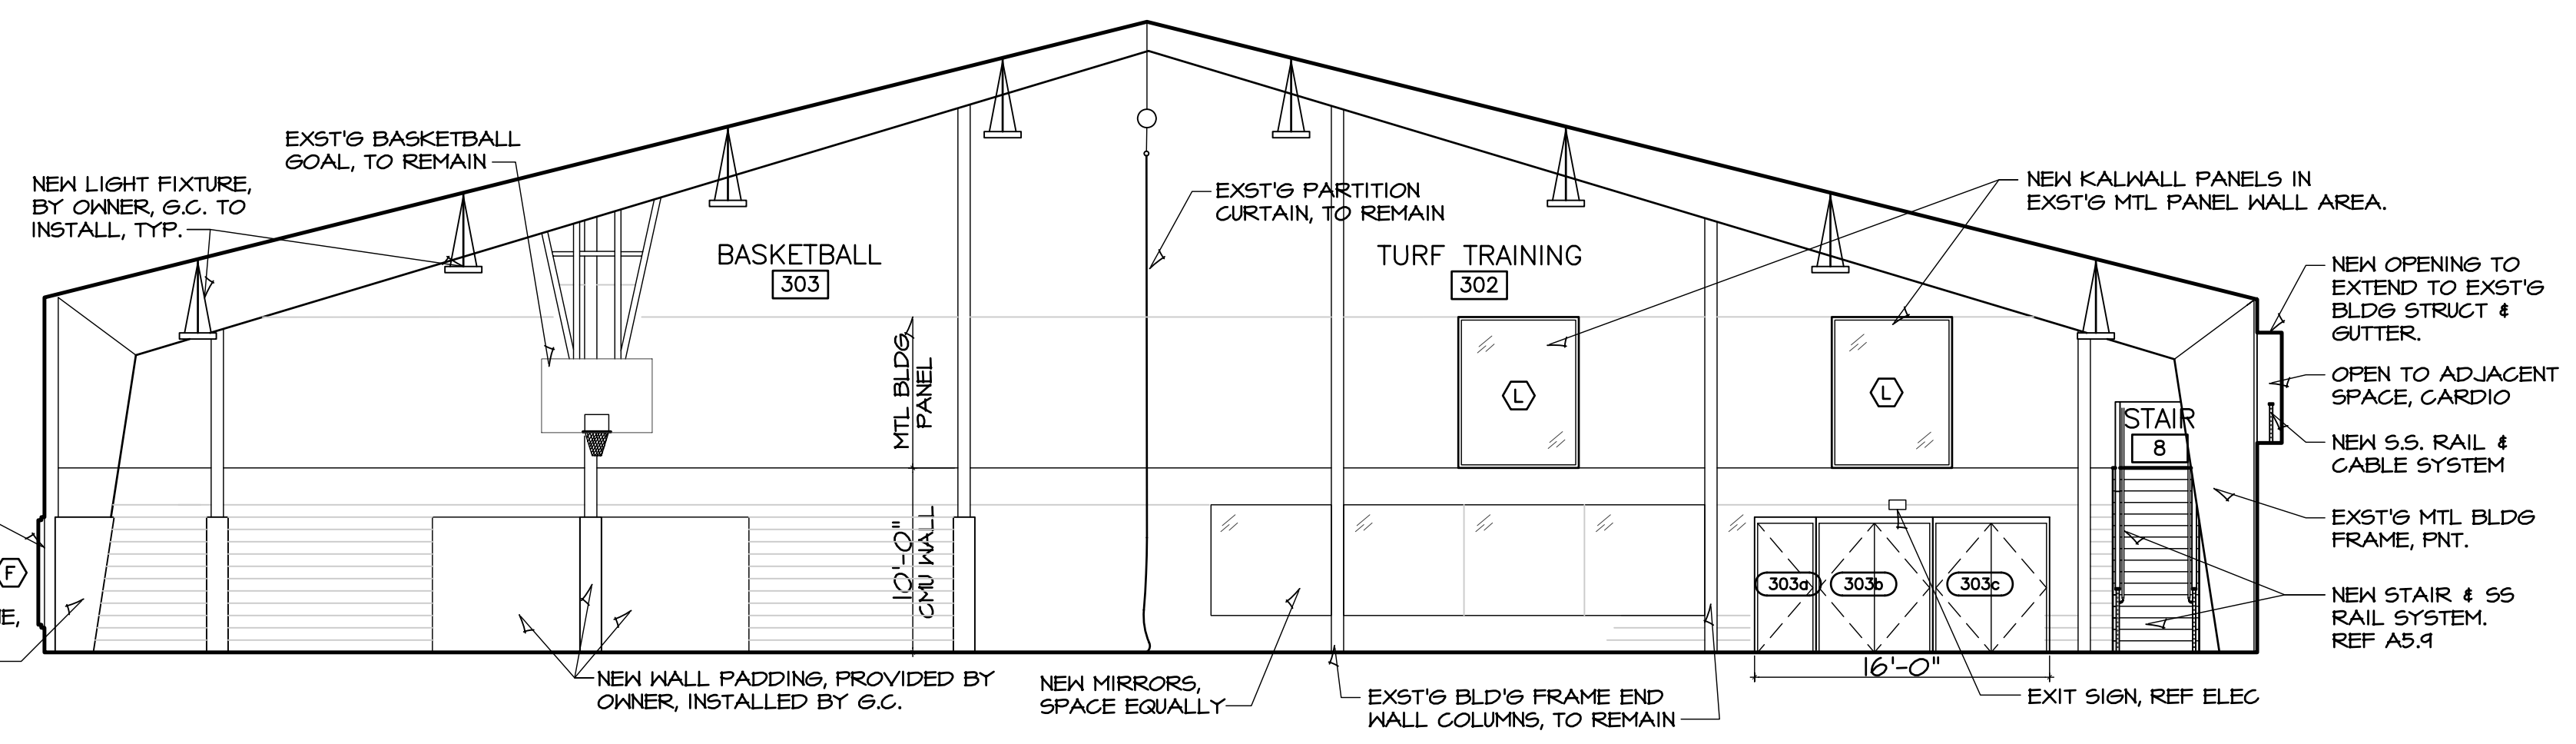 EXST'G BASKETBALL
GOAL, TO REMAIN
NEW LIGHT FIXTURE,
BY OWNER, G.C. TO
INSTALL, TYP.
BASKETBALL
303
EXST'G PARTITION
CURTAIN, TO REMAIN
TURF TRAINING
302
NEW KALWALL PANELS IN
EXST'G MTL PANEL WALL AREA.
NEW OPENING TO
EXTEND TO EXST'G
BLDG STRUCT &
GUTTER.
OPEN TO ADJACENT
SPACE, CARDIO
NEW S.S. RAIL &
CABLE SYSTEM
EXST'G MTL BLDG
FRAME, PNT.
NEW STAIR & SS
RAIL SYSTEM.
REF A5.9
MTL BLDG
PANEL
10'-0"
CMU WALL
L
L
STAIR
8
F
E,
303a
303b
303c
16'-0"
NEW WALL PADDING, PROVIDED BY
OWNER, INSTALLED BY G.C.
NEW MIRRORS,
SPACE EQUALLY
EXST'G BLD'G FRAME END
WALL COLUMNS, TO REMAIN
EXIT SIGN, REF ELEC